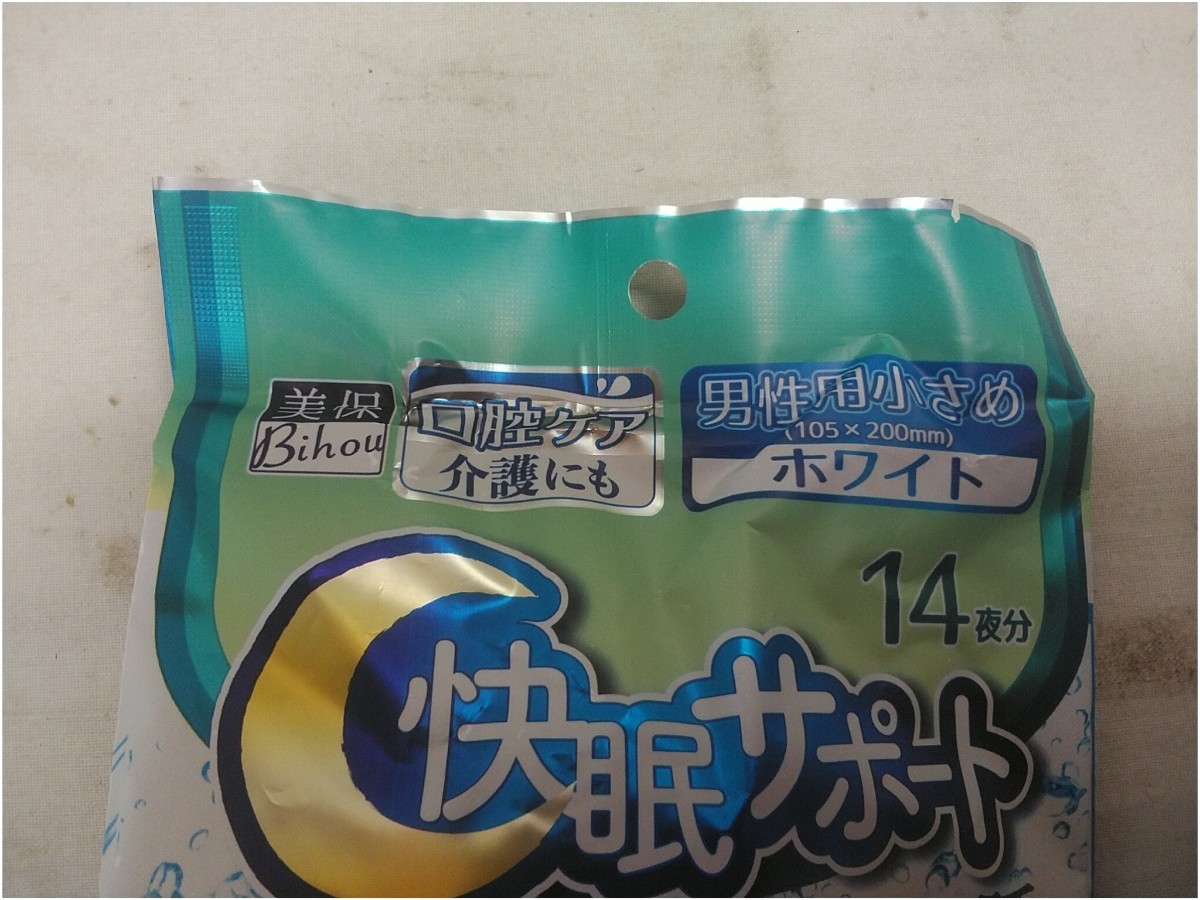 美保
Bihou
口腔ケア
介護にも
男性用小さめ
(105×200mm)
ホワイト
14夜分
快眠サポート